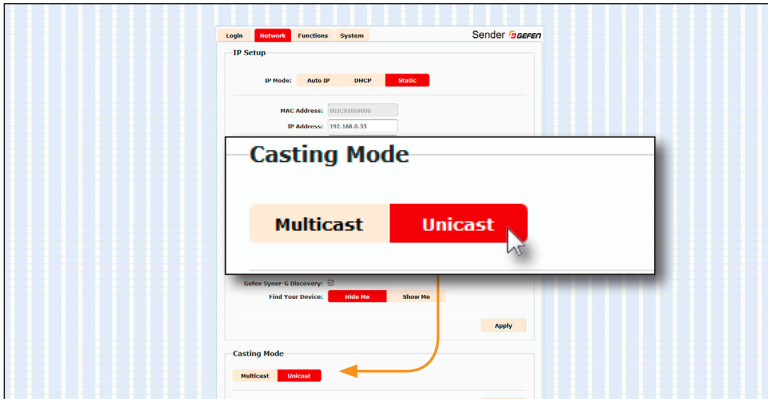 Login Network Functions System Sender GEFEN
IP Setup
IP Mode: Auto IP DHCP Static
MAC Address:
IP Address: 192.168.0.33
Casting Mode
Multicast Unicast
Gefen Syner-G Discovery:
Find Your Device: Hide Me Show Me
Apply
Casting Mode
Multicast Unicast